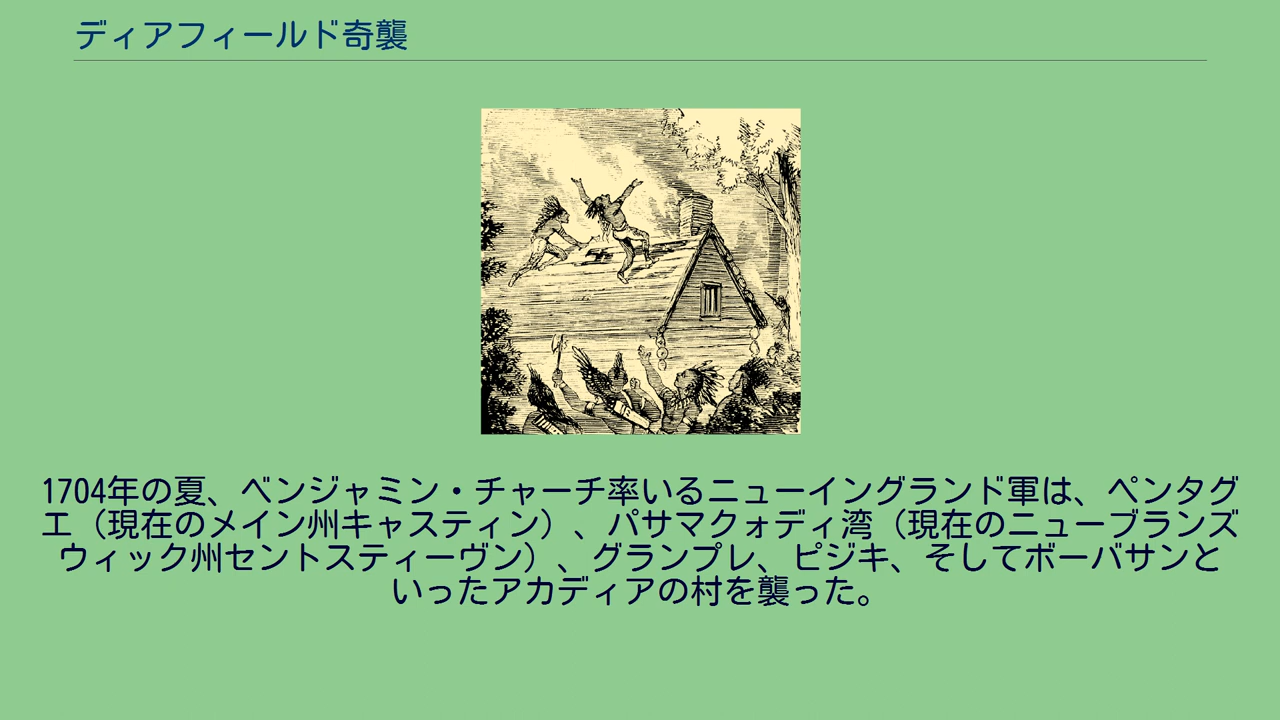 ディアフィールド奇襲
1704年の夏、ベンジャミン・チャーチ率いるニューイングランド軍は、ペンタグ
エ（現在のメイン州キャスティン）、パサマクォディ湾（現在のニューブランズ
ウィック州セントスティーヴン）、グランプレ、ピジキ、そしてボーバサンと
いったアカディアの村を襲った。